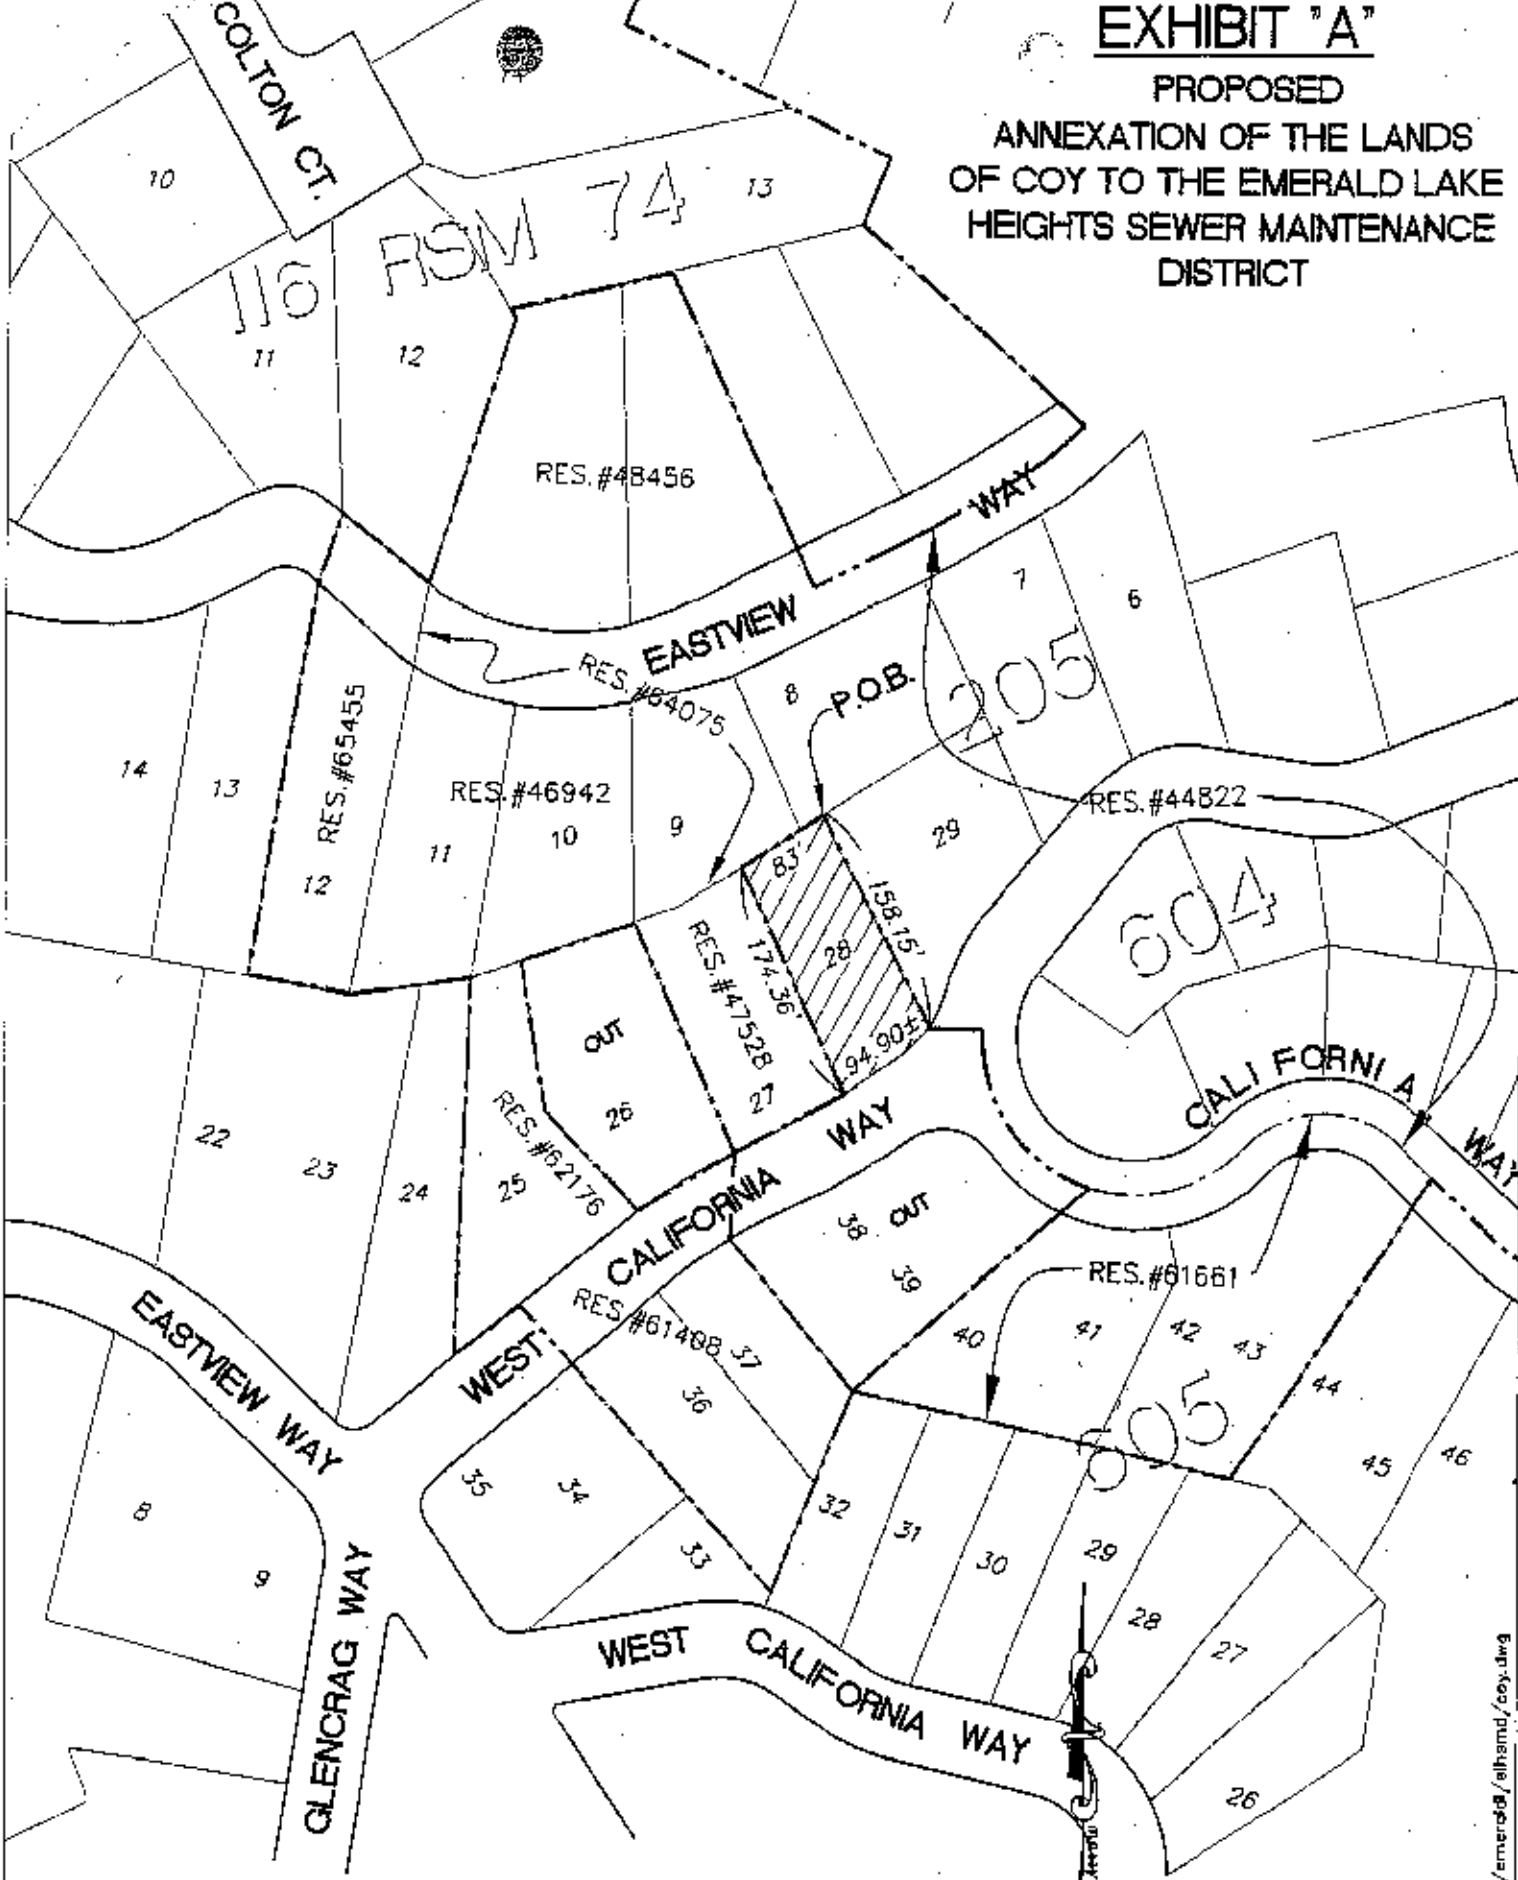 EXHIBIT "A"
PROPOSED
ANNEXATION OF THE LANDS
OF COY TO THE EMERALD LAKE
HEIGHTS SEWER MAINTENANCE
DISTRICT
COLTON CT.
10
13
116 RSM 74
11
12
RES.#48456
WAY
7
6
EASTVIEW
RES.#64075
8
P.O.B.
205
RES.#65455
14
13
RES.#46942
RES.#44822
12
11
10
9
29
83'
158.15'
604
28
174.36'
94.90±
RES.#47528
OUT
26
27
CALIFORNIA
WAY
WAY
22
23
24
25
RES.#62176
CALIFORNIA
38
OUT
39
RES.#61661
EASTVIEW WAY
WEST
RES.#61408
37
36
40
41
42
43
44
605
45
46
35
34
33
32
31
30
29
28
27
26
8
9
GLENCRAG WAY
WEST CALIFORNIA WAY
/emeraldl/elhsmd/coy.dwg